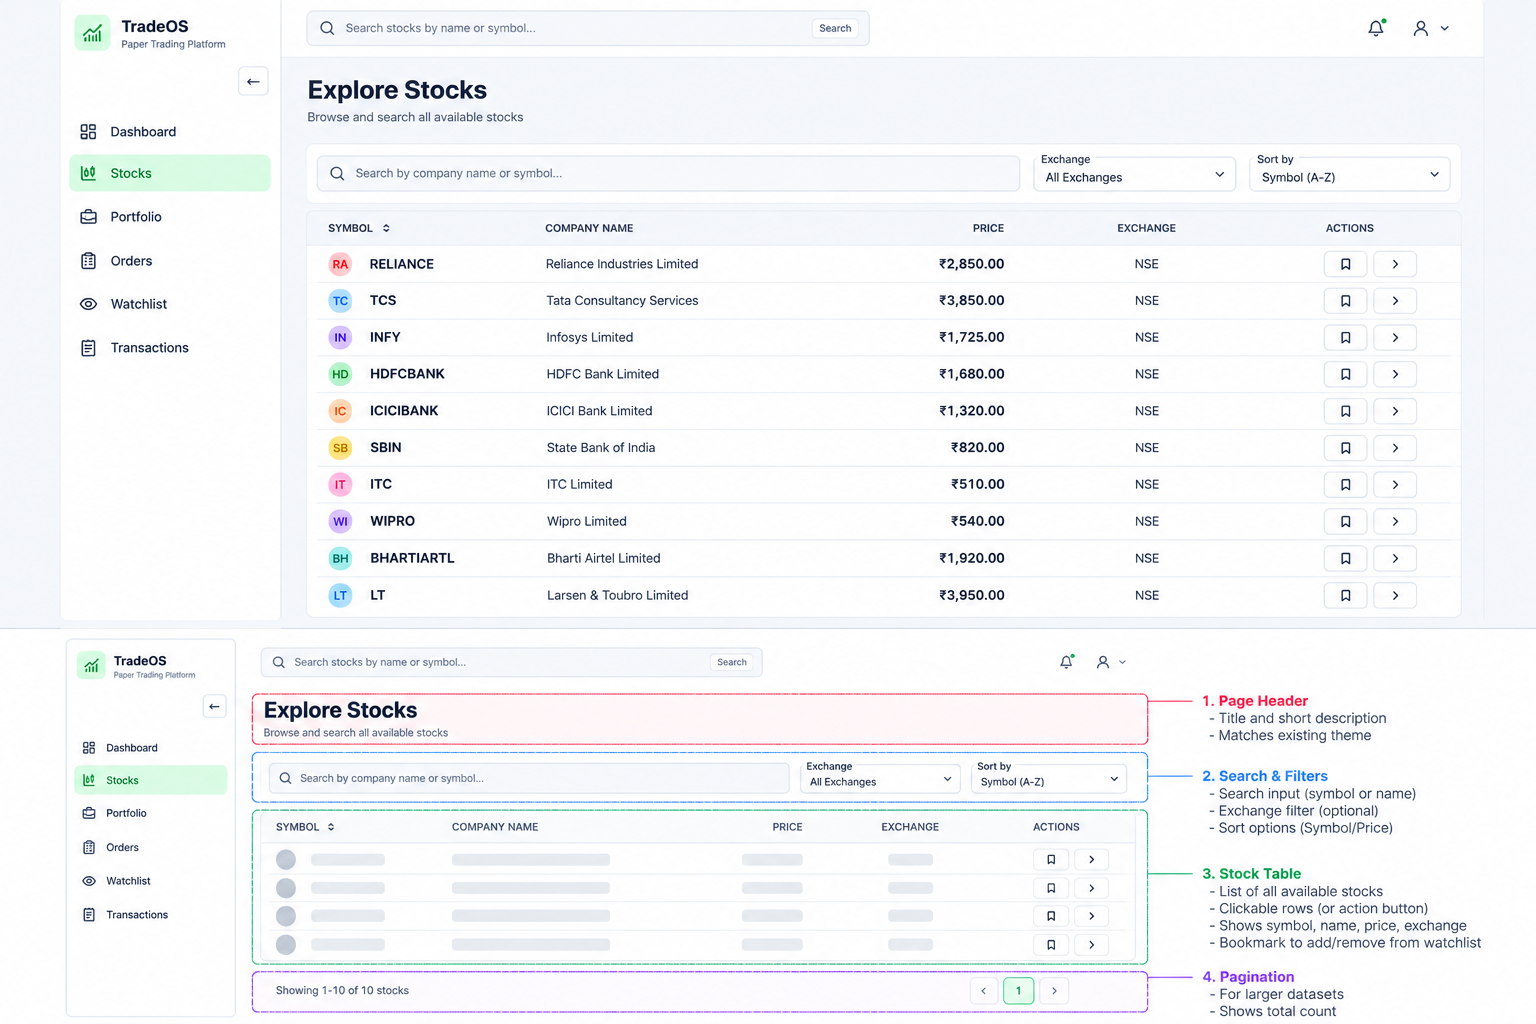 TradeOS
Paper Trading Platform
Search stocks by name or symbol...
Search
Dashboard
Stocks
Portfolio
Orders
Watchlist
Transactions
Explore Stocks
Browse and search all available stocks
Search by company name or symbol...
Exchange
All Exchanges
Sort by
Symbol (A-Z)
SYMBOL COMPANY NAME PRICE EXCHANGE ACTIONS
RA RELIANCE Reliance Industries Limited ₹2,850.00 NSE
TC TCS Tata Consultancy Services ₹3,850.00 NSE
IN INFY Infosys Limited ₹1,725.00 NSE
HD HDFCBANK HDFC Bank Limited ₹1,680.00 NSE
IC ICICIBANK ICICI Bank Limited ₹1,320.00 NSE
SB SBIN State Bank of India ₹820.00 NSE
IT ITC ITC Limited ₹510.00 NSE
WI WIPRO Wipro Limited ₹540.00 NSE
BH BHARTIARTL Bharti Airtel Limited ₹1,920.00 NSE
LT LT Larsen & Toubro Limited ₹3,950.00 NSE
TradeOS
Paper Trading Platform
Search stocks by name or symbol...
Search
Dashboard
Stocks
Portfolio
Orders
Watchlist
Transactions
Explore Stocks
Browse and search all available stocks
Search by company name or symbol...
Exchange
All Exchanges
Sort by
Symbol (A-Z)
SYMBOL COMPANY NAME PRICE EXCHANGE ACTIONS
Showing 1-10 of 10 stocks
1
1. Page Header
- Title and short description
- Matches existing theme
2. Search & Filters
- Search input (symbol or name)
- Exchange filter (optional)
- Sort options (Symbol/Price)
3. Stock Table
- List of all available stocks
- Clickable rows (or action button)
- Shows symbol, name, price, exchange
- Bookmark to add/remove from watchlist
4. Pagination
- For larger datasets
- Shows total count